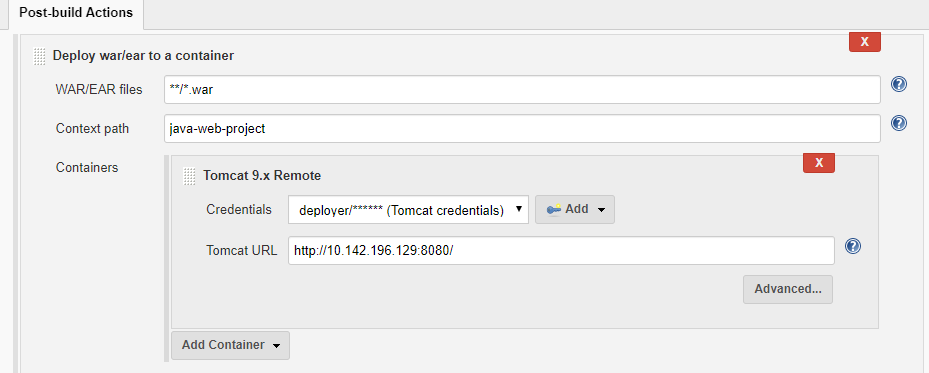 Post-build Actions
X
Deploy war/ear to a container
WAR/EAR files **/*.war ?
Context path java-web-project ?
Containers
X
Tomcat 9.x Remote
Credentials deployer/****** (Tomcat credentials) Add
Tomcat URL http://10.142.196.129:8080/ ?
Advanced...
Add Container